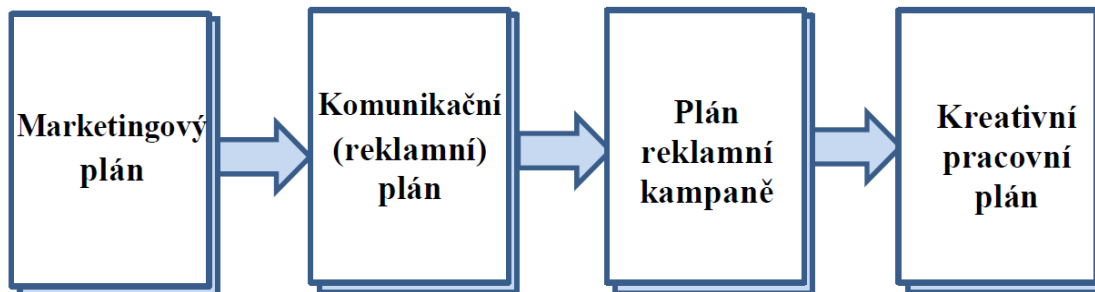 Marketingový
plán
Komunikační
(reklamní)
plán
Plán
reklamní
kampaně
Kreativní
pracovní
plán